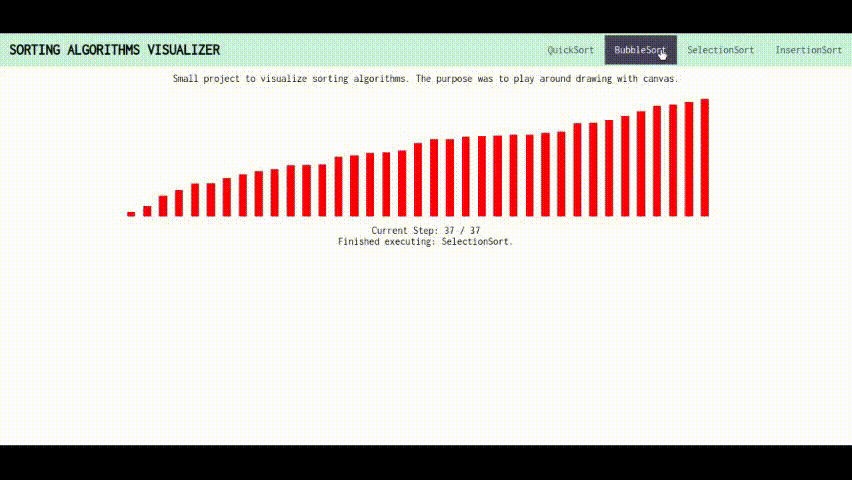 SORTING ALGORITHMS VISUALIZER
QuickSort BubbleSort SelectionSort InsertionSort
Small project to visualize sorting algorithms. The purpose was to play around drawing with canvas.
Current Step: 37 / 37
Finished executing: SelectionSort.